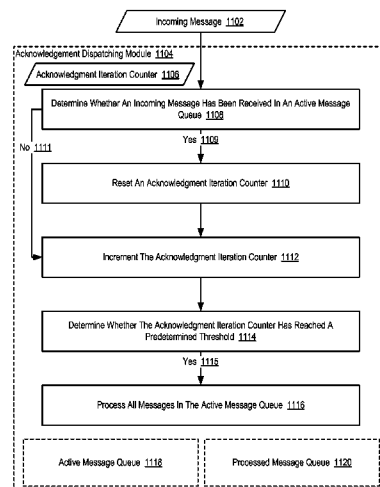 Incoming Message 1102
Acknowledgement Dispatching Module 1104
Acknowledgment Iteration Counter 1106
Determine Whether An Incoming Message Has Been Received In An Active Message
Queue 1108
Yes 1109
No 1111
Reset An Acknowledgment Iteration Counter 1110
Increment The Acknowledgment Iteration Counter 1112
Determine Whether The Acknowledgment Iteration Counter Has Reached A
Predetermined Threshold
1114
Yes 1115
Process All Messages In The Active Message Queue 1116
Active Message Queue 1118
Processed Message Queue 1120